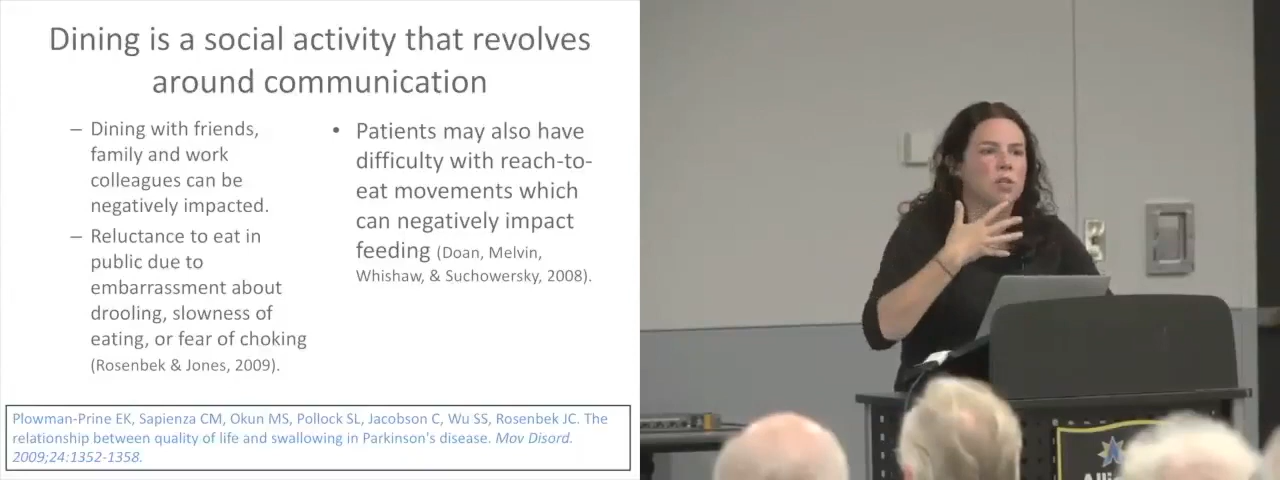 Dining is a social activity that revolves
around communication
– Dining with friends,
family and work
colleagues can be
negatively impacted.
– Reluctance to eat in
public due to
embarrassment about
drooling, slowness of
eating, or fear of choking
(Rosenbek & Jones, 2009).
• Patients may also have
difficulty with reach-to-
eat movements which
can negatively impact
feeding (Doan, Melvin,
Whishaw, & Suchowersky, 2008).
Plowman-Prine EK, Sapienza CM, Okun MS, Pollock SL, Jacobson C, Wu SS, Rosenbek JC. The
relationship between quality of life and swallowing in Parkinson's disease. Mov Disord.
2009;24:1352-1358.